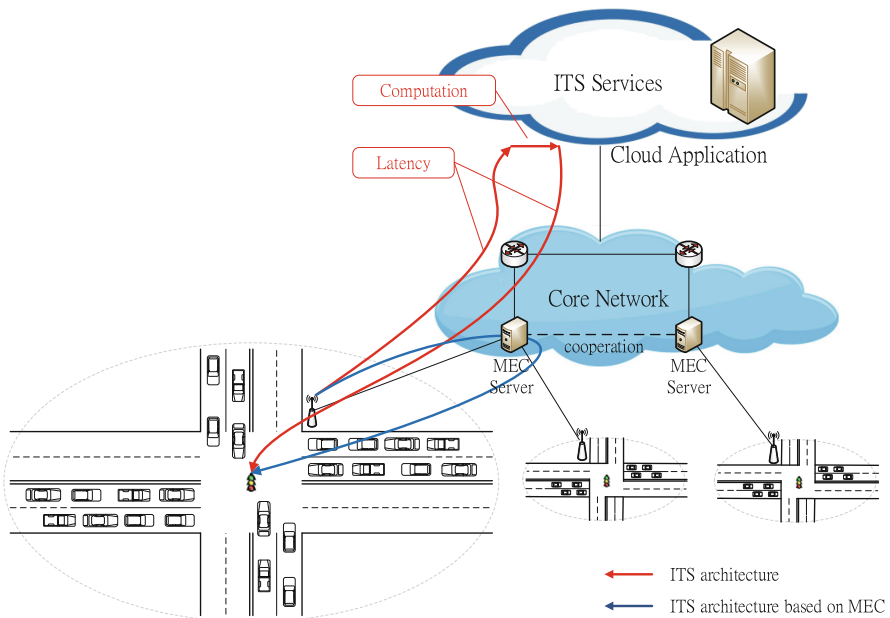 ITS Services
Computation
Cloud Application
Latency
Core Network
cooperation
MEC
Server
MEC
Server
ITS architecture
ITS architecture based on MEC